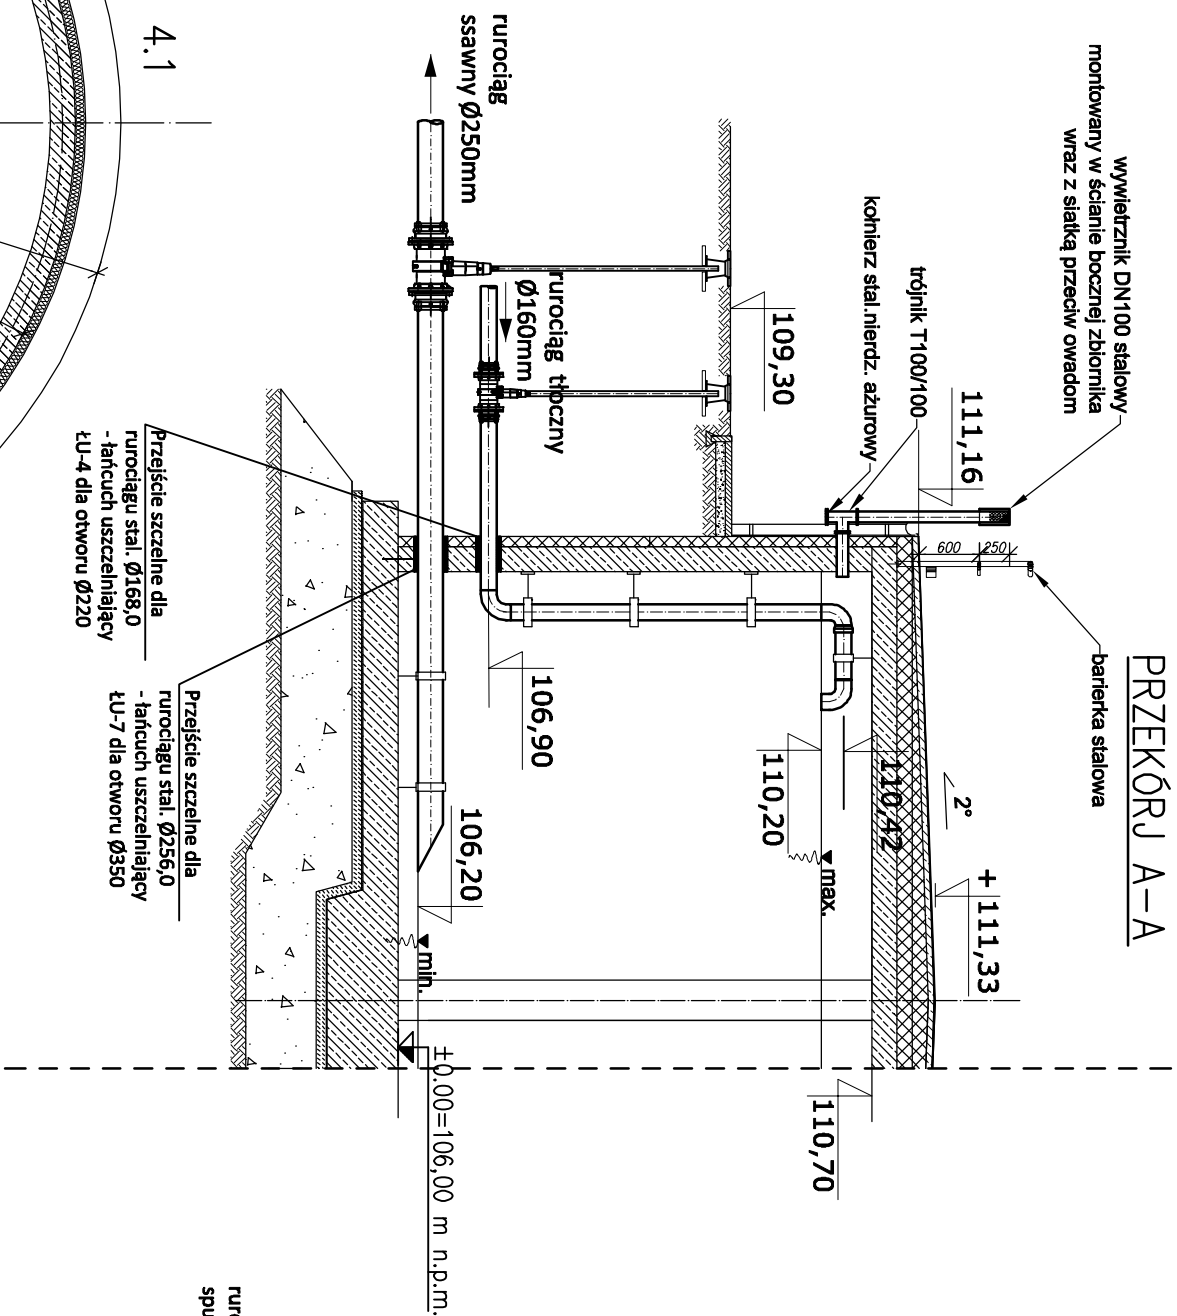 PRZEKÓRJ A-A
wywietrznik DN100 stalowy
montowany w ścianie bocznej zbiornika
wraz z siatką przeciw owadom
trójnik T100/100
kołnierz stal.nierdz. ażurowy
111,16
600
250
barierka stalowa
2°
+ 111,33
109,30
110,42
110,20
max.
110,70
rurociąg
ssawny Ø250mm
rurociąg tłoczny
Ø160mm
106,90
106,20
min.
±0.00=106,00 m n.p.m.
Przejście szczelne dla
rurociągu stal. Ø168,0
- łańcuch uszczelniający
ŁU-4 dla otworu Ø220
Przejście szczelne dla
rurociągu stal. Ø256,0
- łańcuch uszczelniający
ŁU-7 dla otworu Ø350
4.1